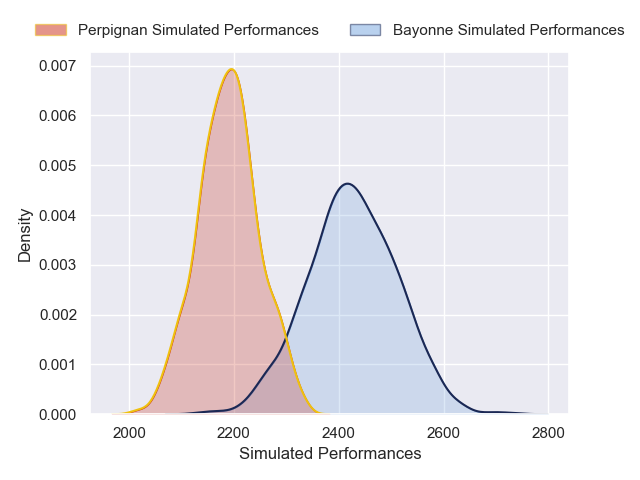 Perpignan Simulated Performances Bayonne Simulated Performances
0.007
0.006
0.005
0.004
0.003
0.002
0.001
0.000
Density
2000 2200 2400 2600 2800
Simulated Performances